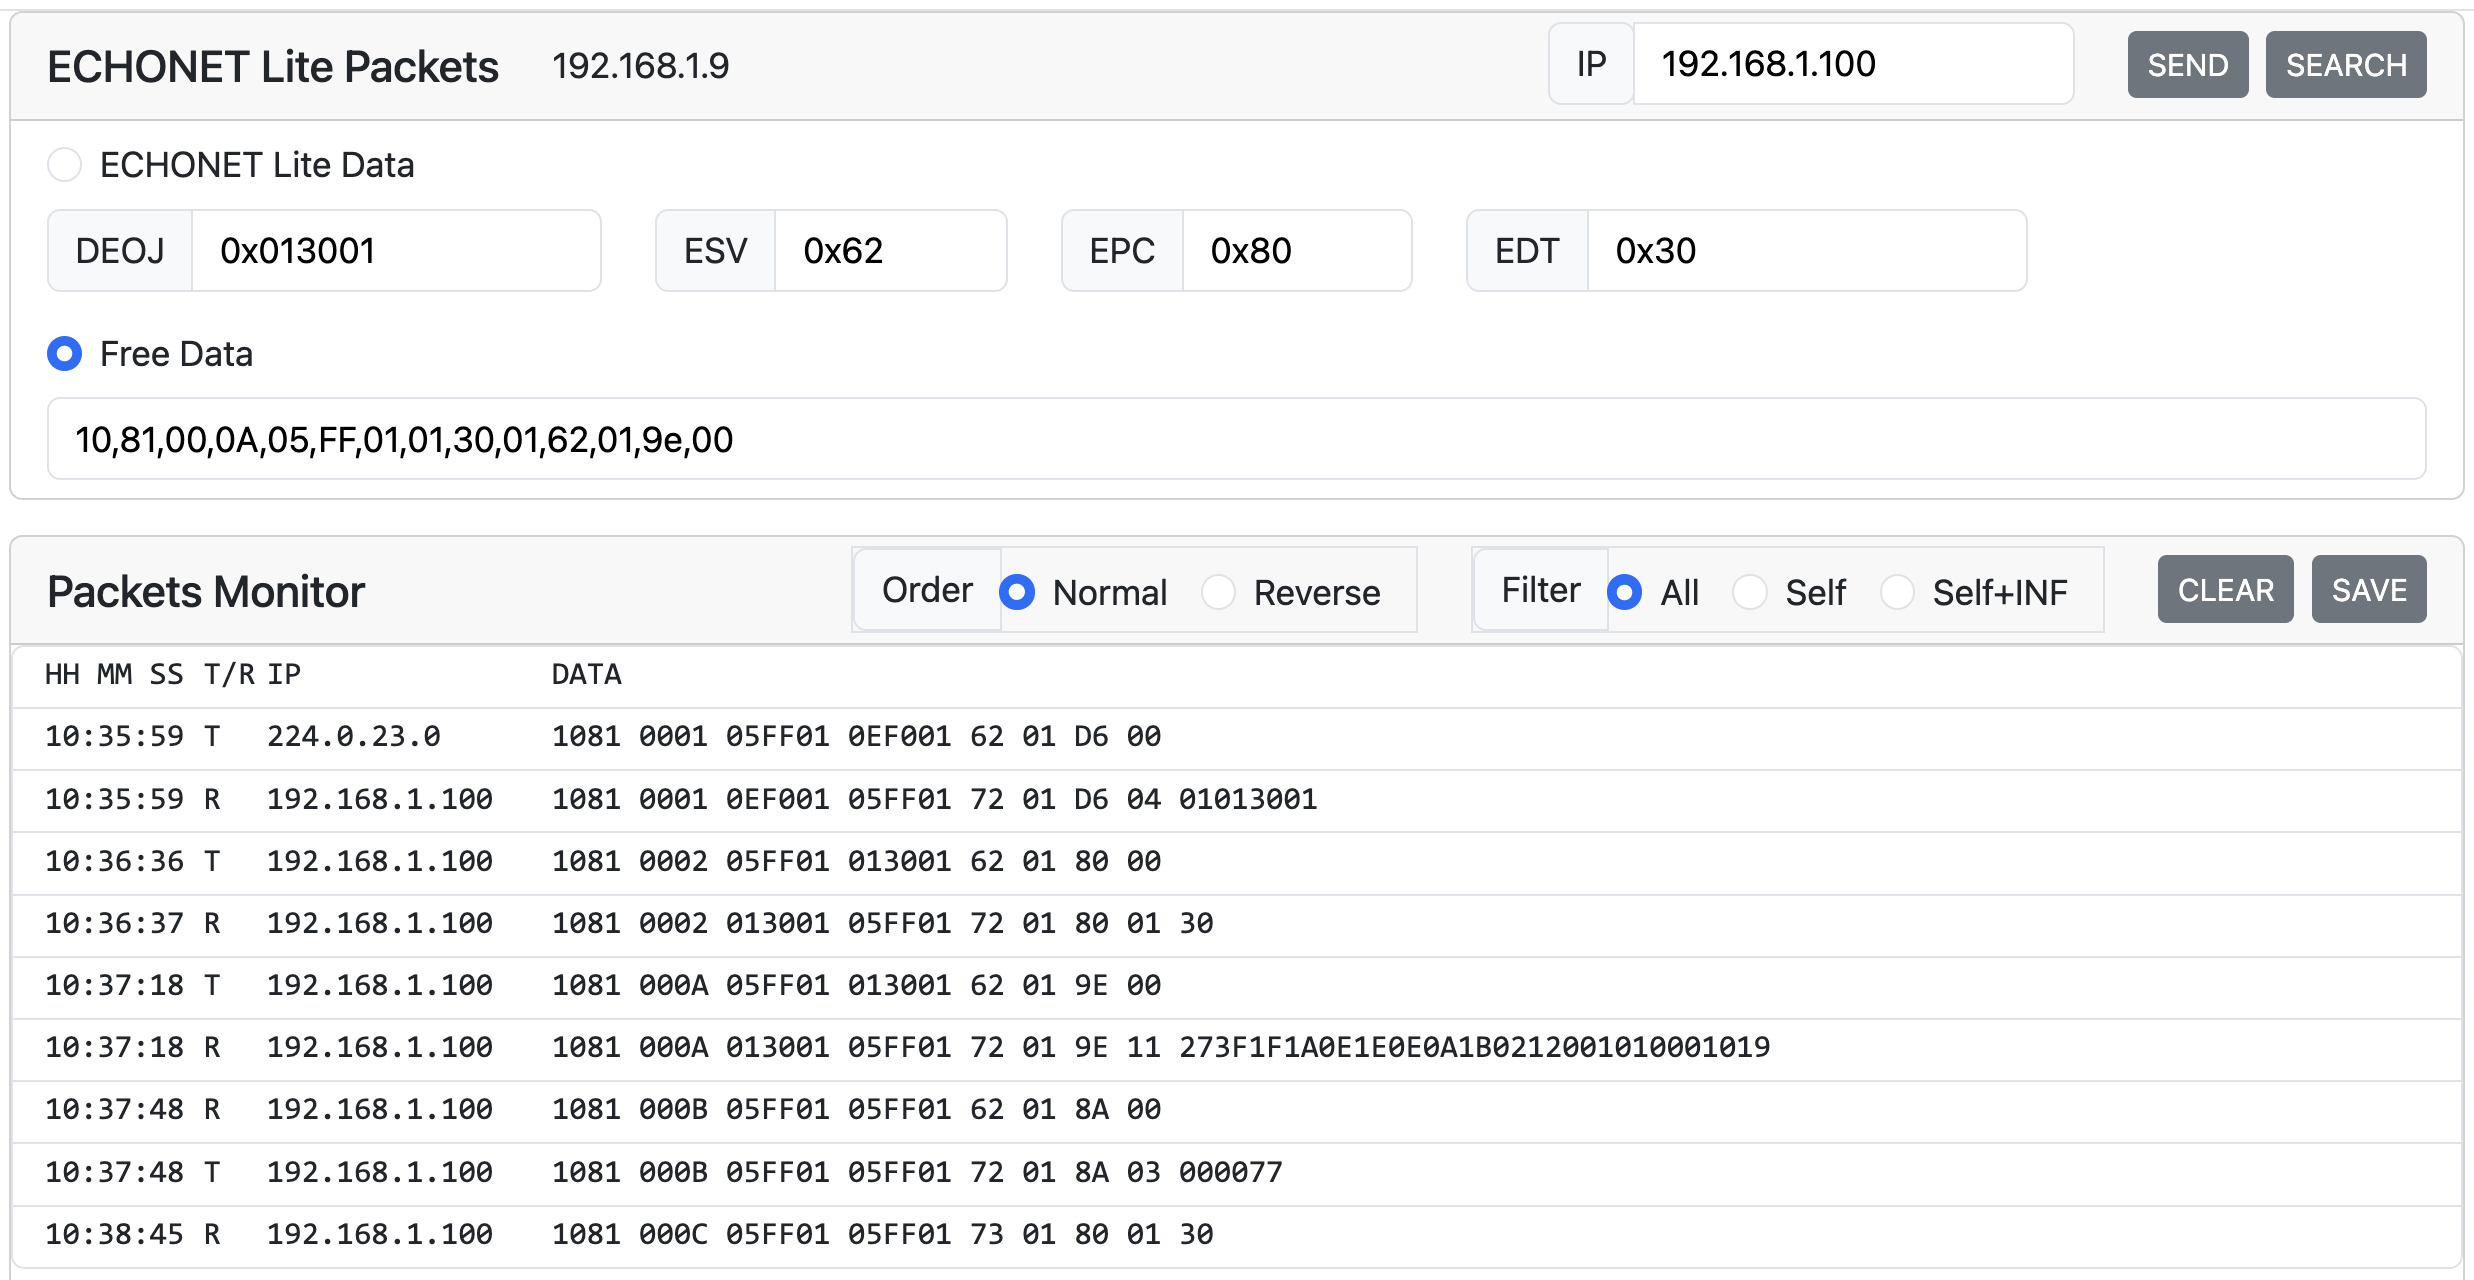 ECHONET Lite Packets 192.168.1.9 IP 192.168.1.100 SEND SEARCH
ECHONET Lite Data
DEOJ 0x013001 ESV 0x62 EPC 0x80 EDT 0x30
Free Data
10,81,00,0A,05,FF,01,01,30,01,62,01,9e,00
Packets Monitor Order Normal Reverse Filter All Self Self+INF CLEAR SAVE
HH MM SS T/R IP DATA
10:35:59 T 224.0.23.0 1081 0001 05FF01 0EF001 62 01 D6 00
10:35:59 R 192.168.1.100 1081 0001 0EF001 05FF01 72 01 D6 04 01013001
10:36:36 T 192.168.1.100 1081 0002 05FF01 013001 62 01 80 00
10:36:37 R 192.168.1.100 1081 0002 013001 05FF01 72 01 80 01 30
10:37:18 T 192.168.1.100 1081 000A 05FF01 013001 62 01 9E 00
10:37:18 R 192.168.1.100 1081 000A 013001 05FF01 72 01 9E 11 273F1F1A0E1E0E0A1B0212001010001019
10:37:48 R 192.168.1.100 1081 000B 05FF01 05FF01 62 01 8A 00
10:37:48 T 192.168.1.100 1081 000B 05FF01 05FF01 72 01 8A 03 000077
10:38:45 R 192.168.1.100 1081 000C 05FF01 05FF01 73 01 80 01 30